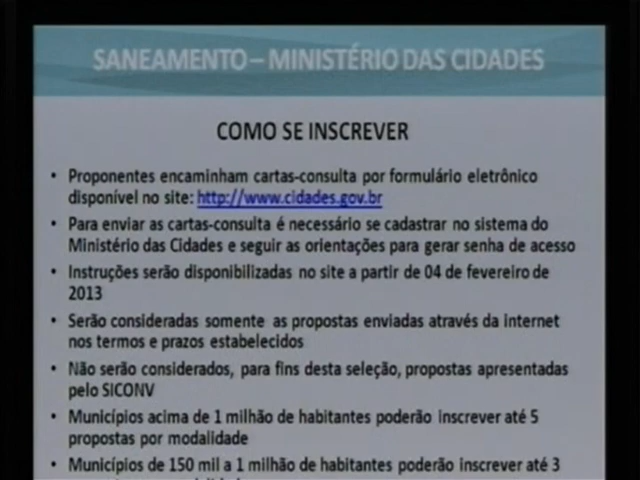 SANEAMENTO – MINISTÉRIO DAS CIDADES
COMO SE INSCREVER
• Proponentes encaminham cartas-consulta por formulário eletrônico
disponível no site: http://www.cidades.gov.br
• Para enviar as cartas-consulta é necessário se cadastrar no sistema do
Ministério das Cidades e seguir as orientações para gerar senha de acesso
• Instruções serão disponibilizadas no site a partir de 04 de fevereiro de
2013
• Serão consideradas somente as propostas enviadas através da internet
nos termos e prazos estabelecidos
• Não serão considerados, para fins desta seleção, propostas apresentadas
pelo SICONV
• Municípios acima de 1 milhão de habitantes poderão inscrever até 5
propostas por modalidade
• Municípios de 150 mil a 1 milhão de habitantes poderão inscrever até 3